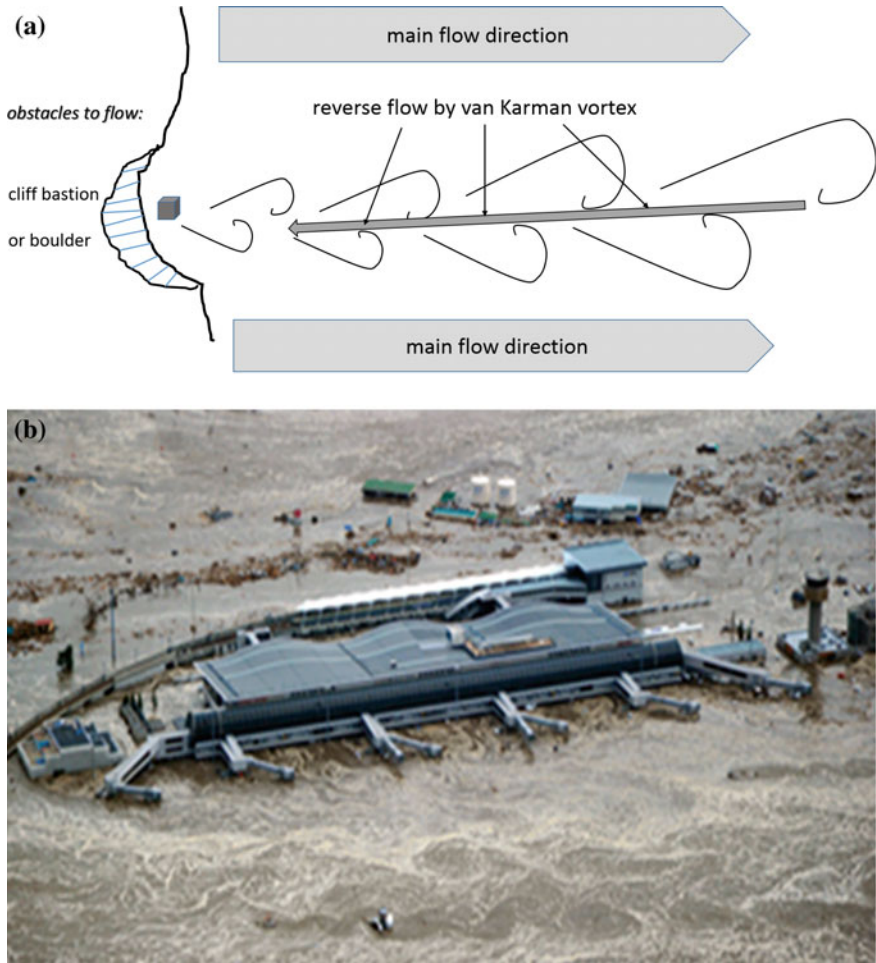 (a)
main flow direction
obstacles to flow:
reverse flow by van Karman vortex
cliff bastion
or boulder
main flow direction
(b)